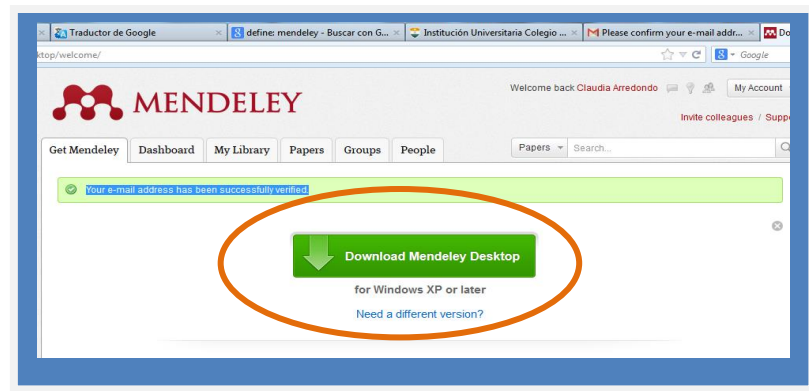 Traductor de Google
define: mendeley - Buscar con G...
Institución Universitaria Colegio ...
Please confirm your e-mail addr...
Do
ktop/welcome/
Google
MENDELEY
Welcome back Claudia Arredondo
My Account
Invite colleagues / Suppo
Get Mendeley
Dashboard
My Library
Papers
Groups
People
Papers
Search...
Your e-mail address has been successfully verified.
Download Mendeley Desktop
for Windows XP or later
Need a different version?